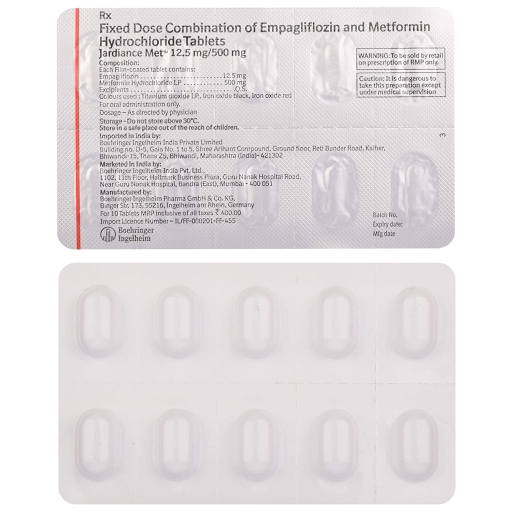 Rx
Fixed Dose Combination of Empagliflozin and Metformin
Hydrochloride Tablets
Jardiance Met™ 12.5 mg/500 mg
Composition:
Each Film-coated tablet contains:
Empagliflozin ........ 12.5 mg
Metformin Hydrochloride I.P. ........ 500 mg
Excipients ........ Q.S.
Colours used : Titanium dioxide I.P., Iron oxide black, Iron oxide red
For oral administration only.
Dosage - As directed by physician
Storage - Do not store above 30°C.
Store in a safe place out of the reach of children.
Imported in India by:
Boehringer Ingelheim India Private Limited
Building no. D-5, Gala No. 1 to 5, Shree Arihant Compound, Ground floor, Reti Bunder Road, Kalher,
Bhiwandi-15, Thane Z5, Bhiwandi, Maharashtra (India)- 421302
Marketed in India by:
Boehringer Ingelheim India Pvt. Ltd.
1102, 11th Floor, Hallmark Business Plaza, Guru Nanak Hospital Road,
Near Guru Nanak Hospital, Bandra (East), Mumbai - 400 051
Manufactured by:
Boehringer Ingelheim Pharma GmbH & Co. KG,
Binger Str. 173, 55216, Ingelheim am Rhein, Germany
For 10 Tablets MRP inclusive of all taxes ₹ 400.00
Import Licence Number - IL/FF-000201-FF-455
Boehringer
Ingelheim
WARNING: To be sold by retail
on prescription of RMP only.
Caution: It is dangerous to
take this preparation except
under medical supervision
3
Batch No.
Expiry date:
Mfg date